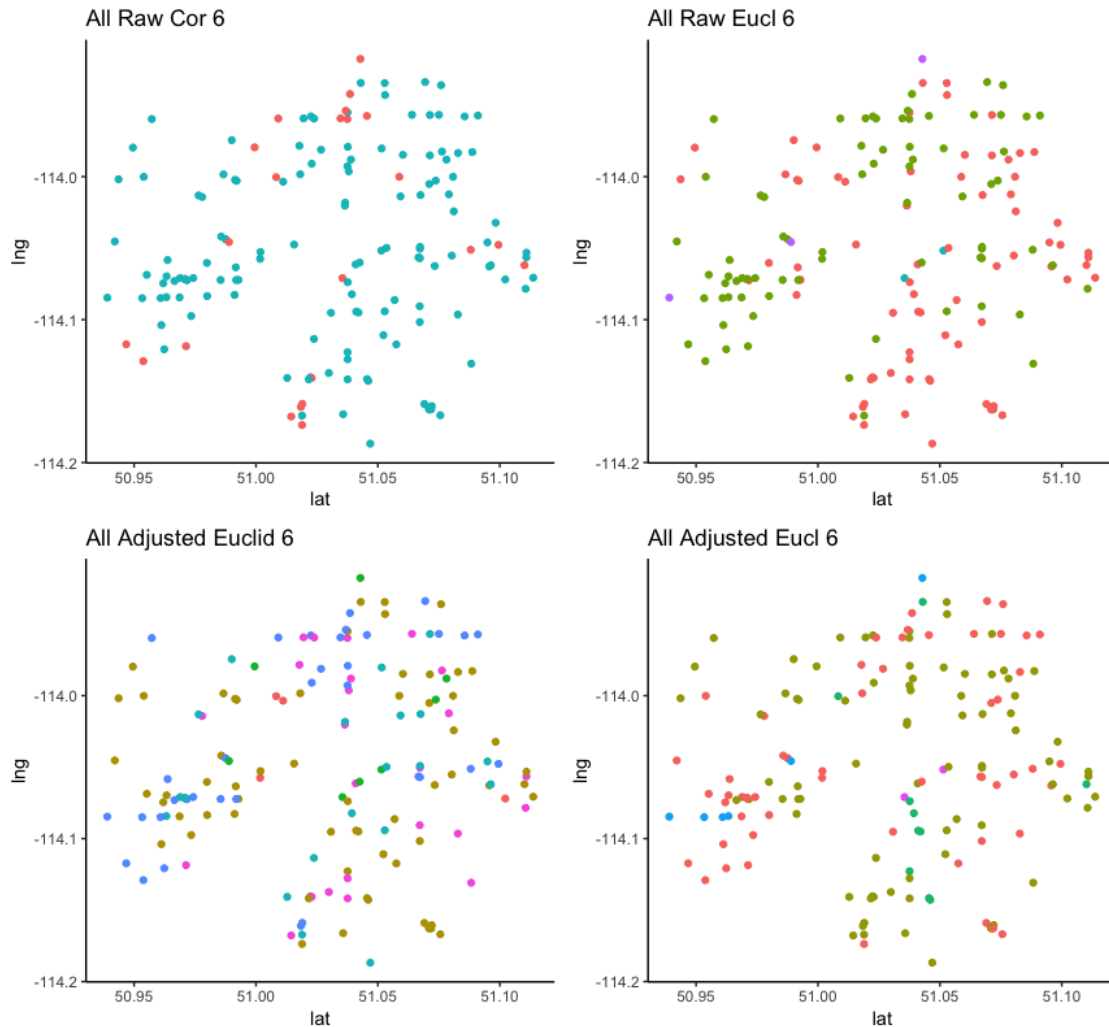 All Raw Cor 6
All Raw Eucl 6
-114.0
-114.1
-114.2
lng
50.95 51.00 51.05 51.10
lat
-114.0
-114.1
-114.2
lng
50.95 51.00 51.05 51.10
lat
All Adjusted Euclid 6
All Adjusted Eucl 6
-114.0
-114.1
-114.2
lng
50.95 51.00 51.05 51.10
lat
-114.0
-114.1
-114.2
lng
50.95 51.00 51.05 51.10
lat